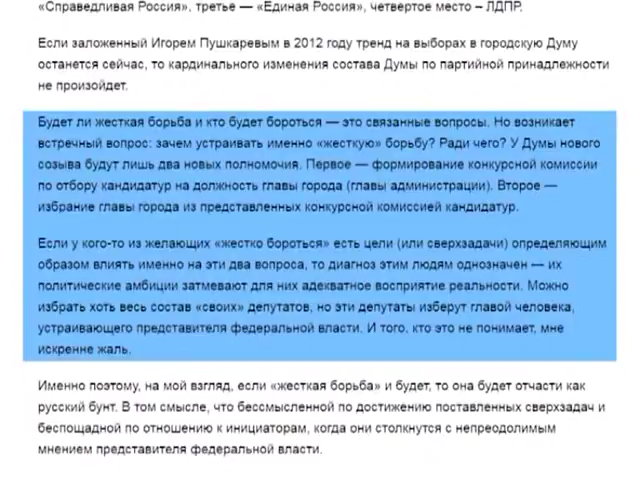 «Справедливая Россия», третье — «Единая Россия», четвертое место – ЛДПР.
Если заложенный Игорем Пушкаревым в 2012 году тренд на выборах в городскую Думу
останется сейчас, то кардинального изменения состава Думы по партийной принадлежности
не произойдет.
Будет ли жесткая борьба и кто будет бороться — это связанные вопросы. Но возникает
встречный вопрос: зачем устраивать именно «жесткую» борьбу? Ради чего? У Думы нового
созыва будут лишь два новых полномочия. Первое — формирование конкурсной комиссии
по отбору кандидатур на должность главы города (главы администрации). Второе —
избрание главы города из представленных конкурсной комиссией кандидатур.
Если у кого-то из желающих «жестко бороться» есть цели (или сверхзадачи) определяющим
образом влиять именно на эти два вопроса, то диагноз этим людям однозначен — их
политические амбиции затмевают для них адекватное восприятие реальности. Можно
избрать хоть весь состав «своих» депутатов, но эти депутаты изберут главой человека,
устраивающего представителя федеральной власти. И того, кто это не понимает, мне
искренне жаль.
Именно поэтому, на мой взгляд, если «жесткая борьба» и будет, то она будет отчасти как
русский бунт. В том смысле, что бессмысленной по достижению поставленных сверхзадач и
беспощадной по отношению к инициаторам, когда они столкнутся с непреодолимым
мнением представителя федеральной власти.